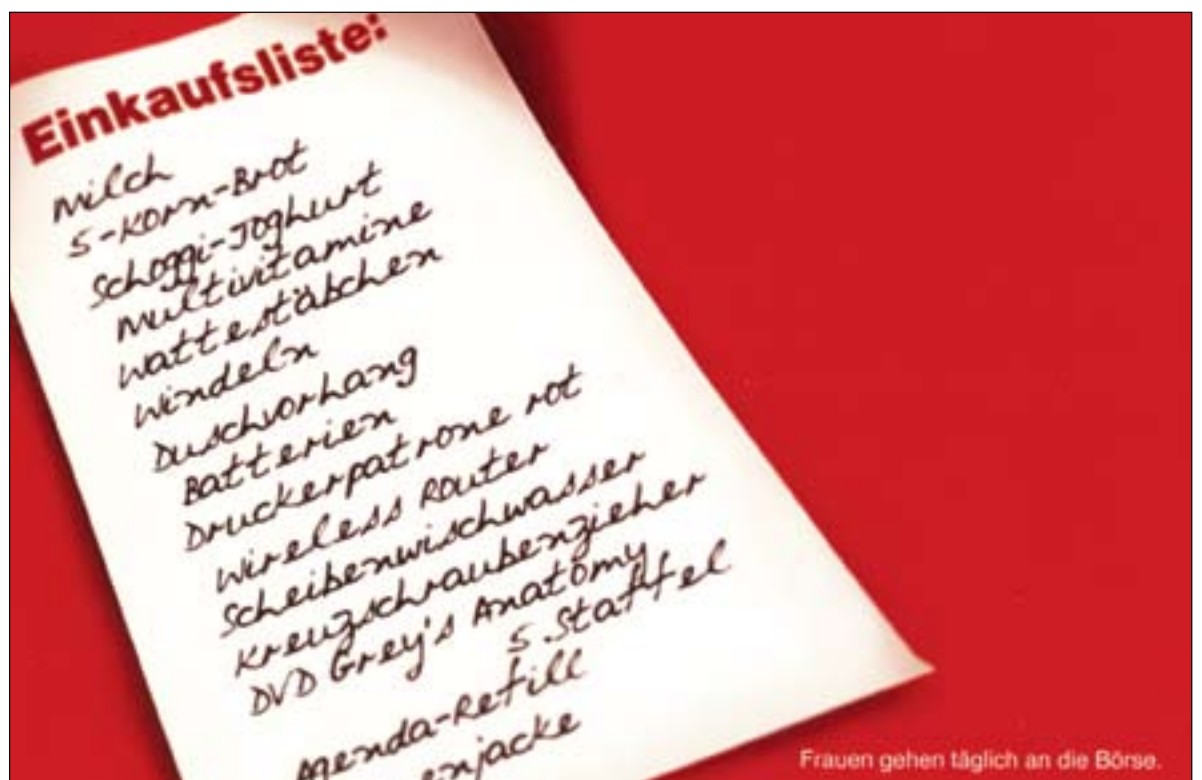 Einkaufsliste:
Milch
5-Korn-Brot
Schoggi-Joghurt
Multivitamine
Wattestäbchen
Windeln
Duschvorhang
Batterien
Druckerpatrone rot
Wireless Router
Scheibenwischwasser
Kreuzschraubenzieher
DVD Grey's Anatomy
5. Staffel
Agenda-Refill
Frauen gehen täglich an die Börse.